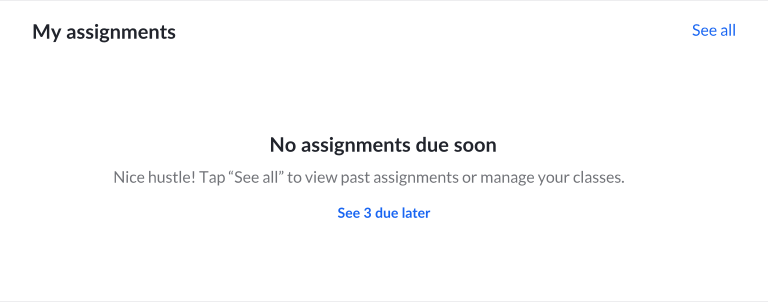 My assignments
See all
No assignments due soon
Nice hustle! Tap “See all” to view past assignments or manage your classes.
See 3 due later